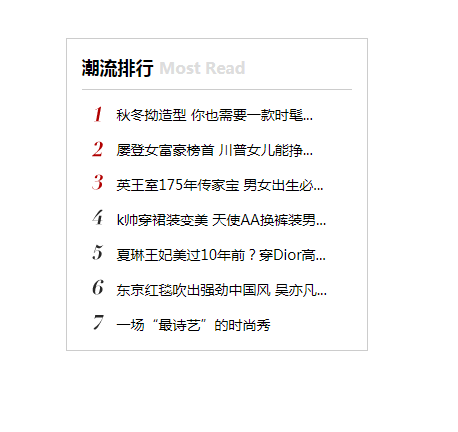 潮流排行 Most Read
1 秋冬拗造型 你也需要一款时髦...
2 屡登女富豪榜首 川普女儿能挣...
3 英王室175年传家宝 男女出生必...
4 k帅穿裙装变美 天使AA换裤装男...
5 夏琳王妃美过10年前？穿Dior高...
6 东京红毯吹出强劲中国风 吴亦凡...
7 一场“最诗艺”的时尚秀